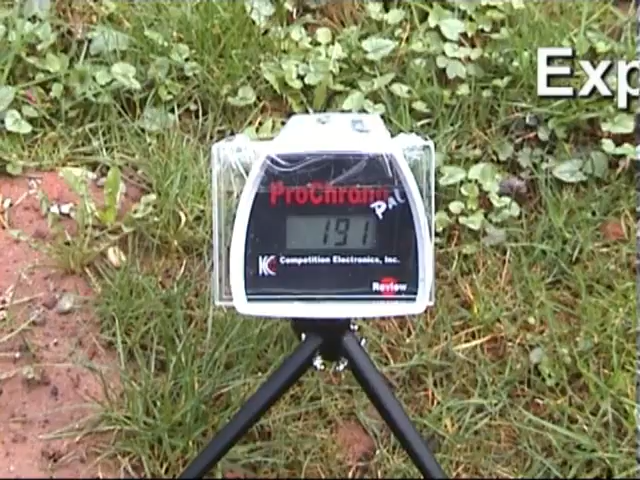 Exp
ProChrono
Pal
191
Competition Electronics, Inc.
Review